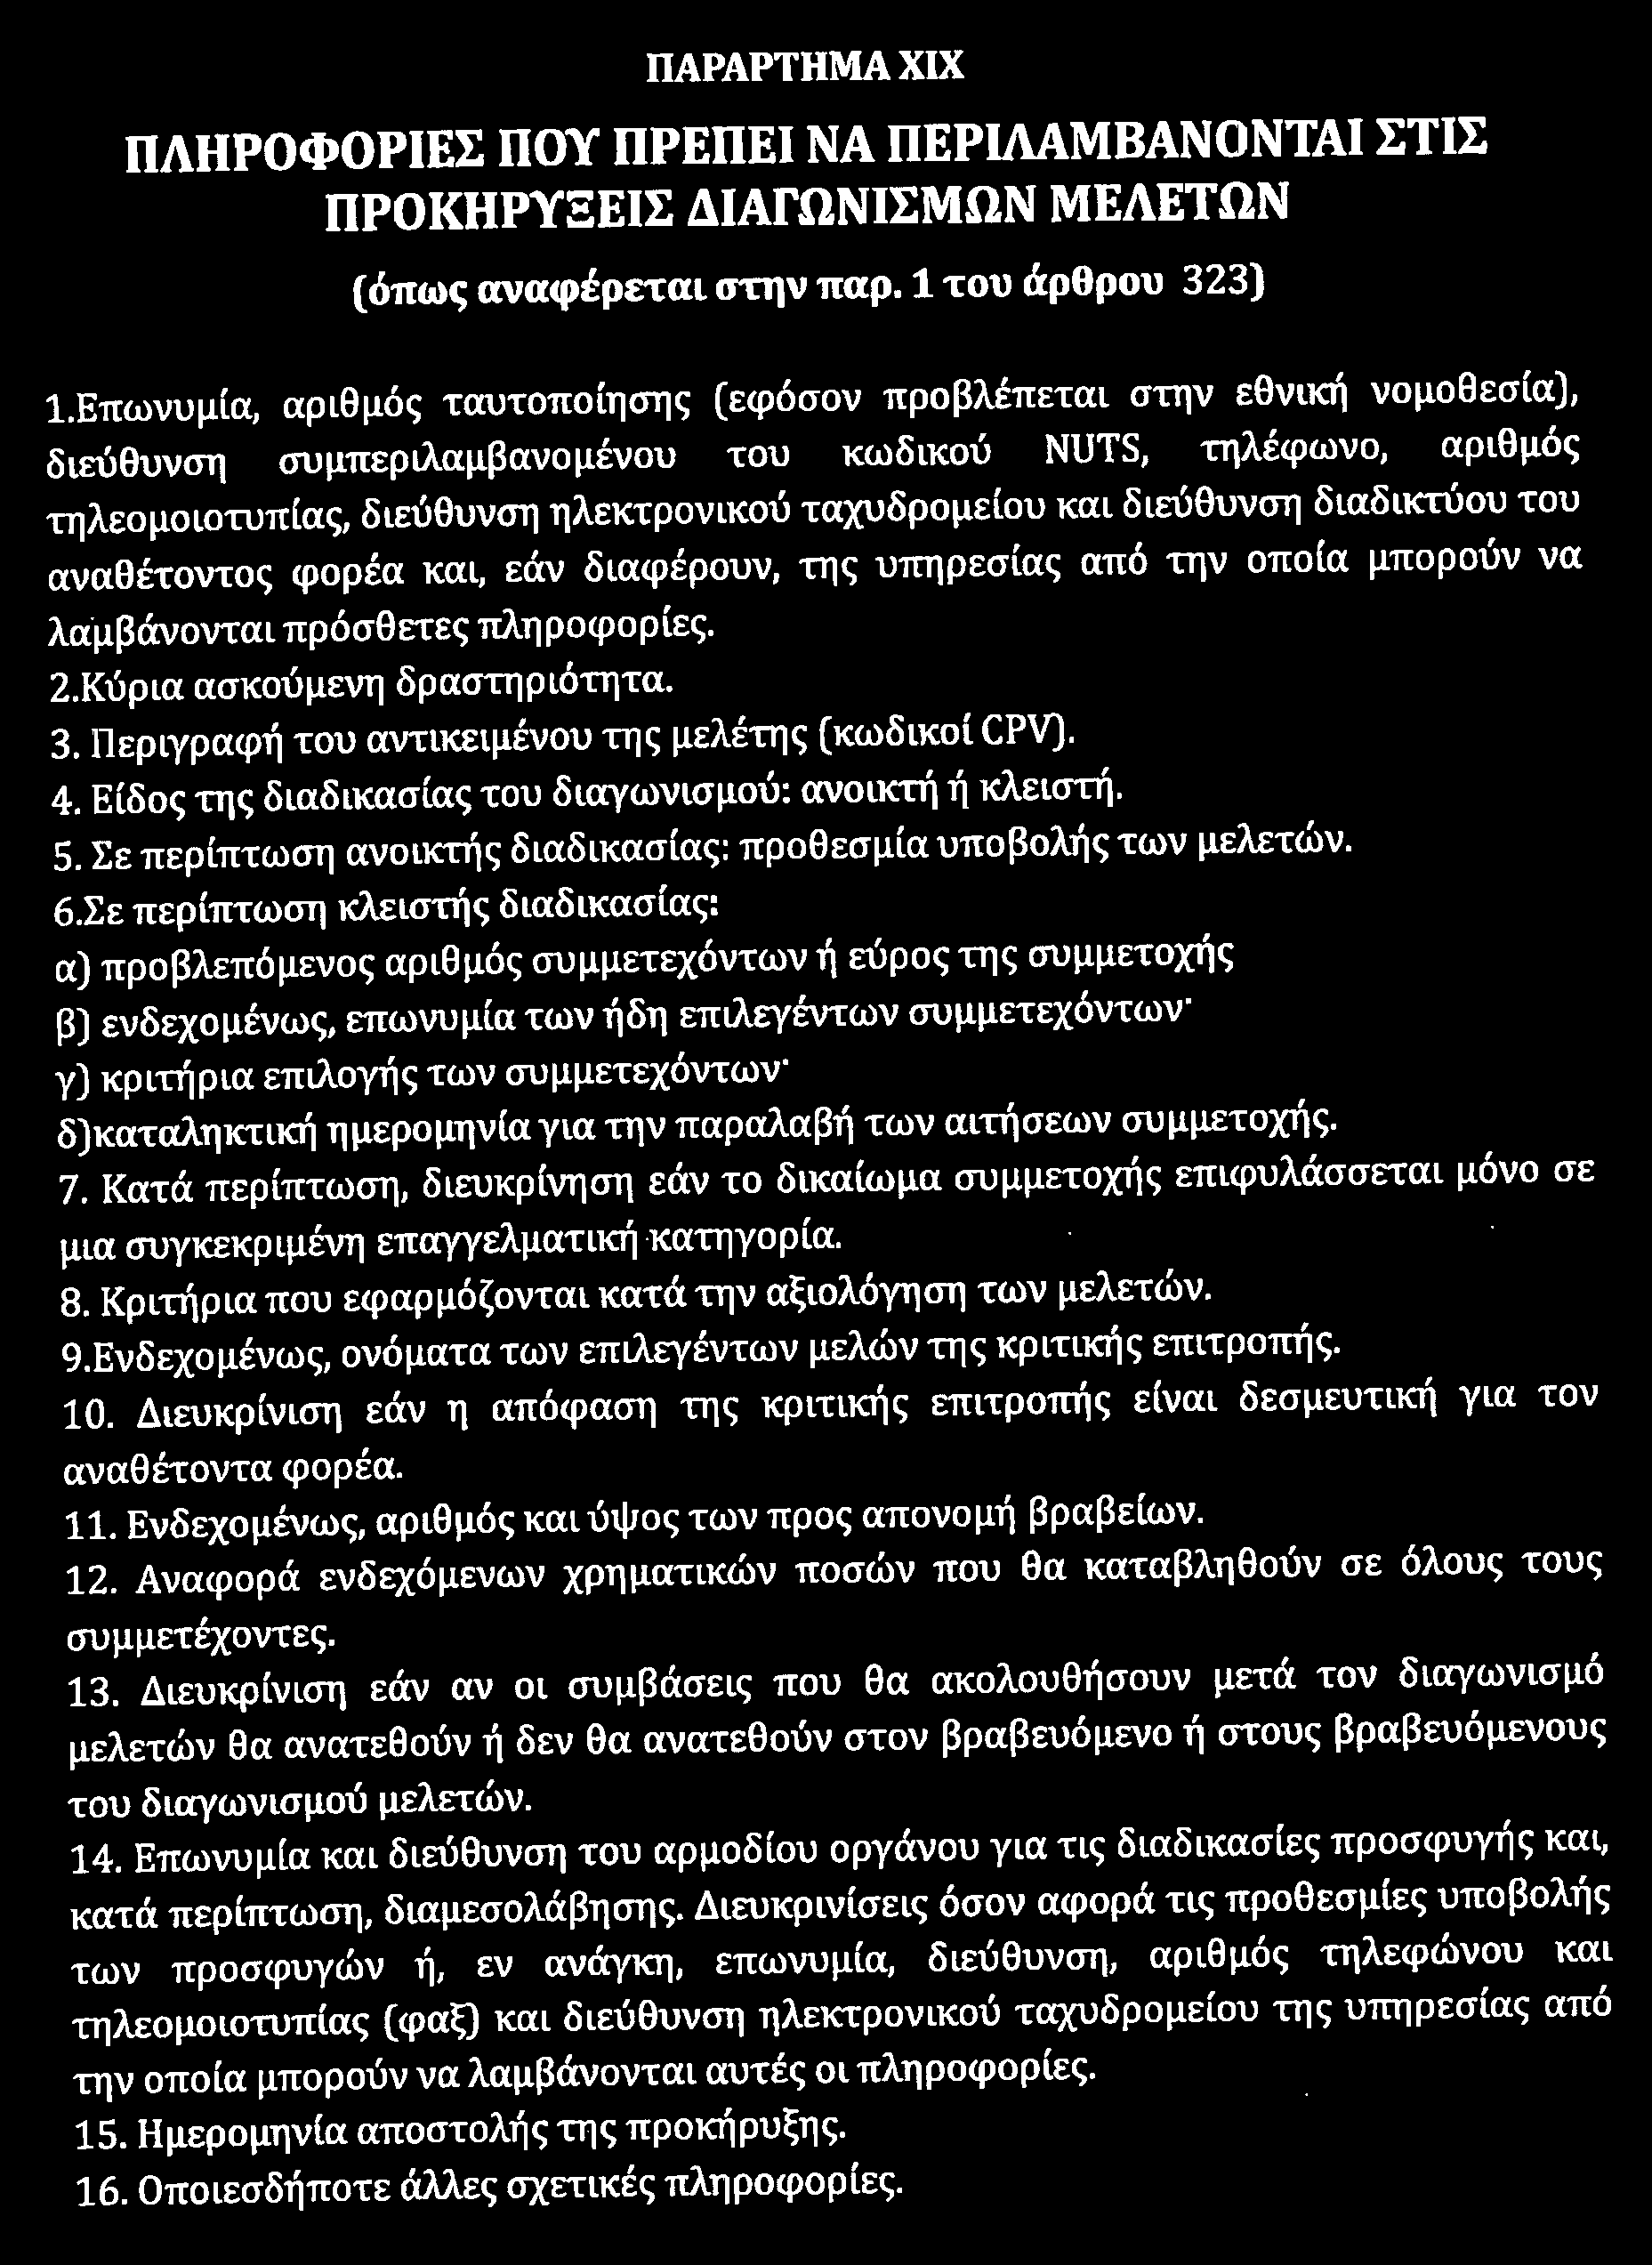 ΠΑΡΑΡΤΗΜΑ XIX
ΠΛΗΡΟΦΟΡΙΕΣ ΠΟΥ ΠΡΕΠΕΙ ΝΑ ΠΕΡΙΛΑΜΒΑΝΟΝΤΑΙ ΣΤΙΣ
ΠΡΟΚΗΡΥΞΕΙΣ ΔΙΑΓΩΝΙΣΜΩΝ ΜΕΛΕΤΩΝ
(όπως αναφέρεται στην παρ. 1 του άρθρου 323)
1.Επωνυμία, αριθμός ταυτοποίησης (εφόσον προβλέπεται στην εθνική νομοθεσία),
διεύθυνση συμπεριλαμβανομένου του κωδικού NUTS, τηλέφωνο, αριθμός
τηλεομοιοτυπίας, διεύθυνση ηλεκτρονικού ταχυδρομείου και διεύθυνση διαδικτύου του
αναθέτοντος φορέα και, εάν διαφέρουν, της υπηρεσίας από την οποία μπορούν να
λαμβάνονται πρόσθετες πληροφορίες.
2.Κύρια ασκούμενη δραστηριότητα.
3. Περιγραφή του αντικειμένου της μελέτης (κωδικοί CPV).
4. Είδος της διαδικασίας του διαγωνισμού: ανοικτή ή κλειστή.
5. Σε περίπτωση ανοικτής διαδικασίας: προθεσμία υποβολής των μελετών.
6.Σε περίπτωση κλειστής διαδικασίας:
α) προβλεπόμενος αριθμός συμμετεχόντων ή εύρος της συμμετοχής
β) ενδεχομένως, επωνυμία των ήδη επιλεγέντων συμμετεχόντων·
γ) κριτήρια επιλογής των συμμετεχόντων·
δ)καταληκτική ημερομηνία για την παραλαβή των αιτήσεων συμμετοχής.
7. Κατά περίπτωση, διευκρίνηση εάν το δικαίωμα συμμετοχής επιφυλάσσεται μόνο σε
μια συγκεκριμένη επαγγελματική κατηγορία.
8. Κριτήρια που εφαρμόζονται κατά την αξιολόγηση των μελετών.
9.Ενδεχομένως, ονόματα των επιλεγέντων μελών της κριτικής επιτροπής.
10. Διευκρίνιση εάν η απόφαση της κριτικής επιτροπής είναι δεσμευτική για τον
αναθέτοντα φορέα.
11. Ενδεχομένως, αριθμός και ύψος των προς απονομή βραβείων.
12. Αναφορά ενδεχόμενων χρηματικών ποσών που θα καταβληθούν σε όλους τους
συμμετέχοντες.
13. Διευκρίνιση εάν αν οι συμβάσεις που θα ακολουθήσουν μετά τον διαγωνισμό
μελετών θα ανατεθούν ή δεν θα ανατεθούν στον βραβευόμενο ή στους βραβευόμενους
του διαγωνισμού μελετών.
14. Επωνυμία και διεύθυνση του αρμοδίου οργάνου για τις διαδικασίες προσφυγής και,
κατά περίπτωση, διαμεσολάβησης. Διευκρινίσεις όσον αφορά τις προθεσμίες υποβολής
των προσφυγών ή, εν ανάγκη, επωνυμία, διεύθυνση, αριθμός τηλεφώνου και
τηλεομοιοτυπίας (φαξ) και διεύθυνση ηλεκτρονικού ταχυδρομείου της υπηρεσίας από
την οποία μπορούν να λαμβάνονται αυτές οι πληροφορίες.
15. Ημερομηνία αποστολής της προκήρυξης.
16. Οποιεσδήποτε άλλες σχετικές πληροφορίες.